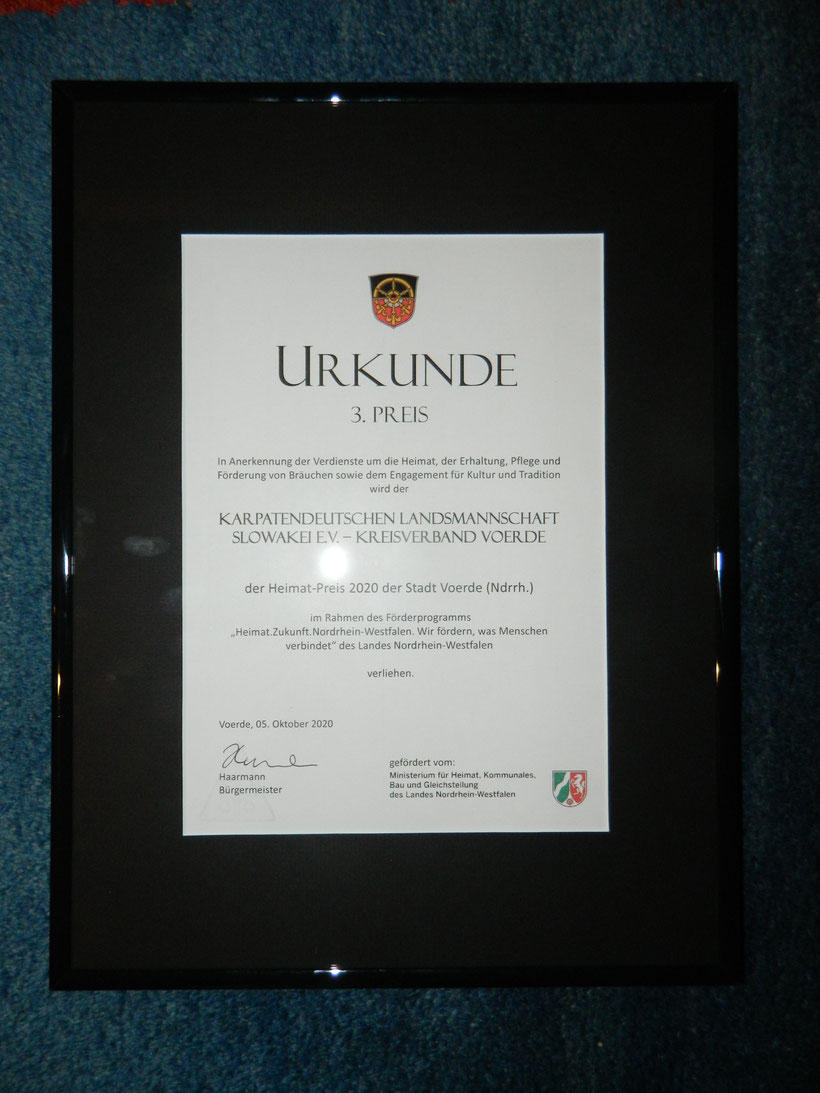 URKUNDE
3. PREIS
In Anerkennung der Verdienste um die Heimat, der Erhaltung, Pflege und
Förderung von Bräuchen sowie dem Engagement für Kultur und Tradition
wird der
KARPATENDEUTSCHEN LANDSMANNSCHAFT
SLOWAKEI E.V. – KREISVERBAND VOERDE
der Heimat-Preis 2020 der Stadt Voerde (Ndrrh.)
im Rahmen des Förderprogramms
„Heimat.Zukunft.Nordrhein-Westfalen. Wir fördern, was Menschen
verbindet“ des Landes Nordrhein-Westfalen
verliehen.
Voerde, 05. Oktober 2020
Haarmann
Bürgermeister
gefördert vom:
Ministerium für Heimat, Kommunales,
Bau und Gleichstellung
des Landes Nordrhein-Westfalen